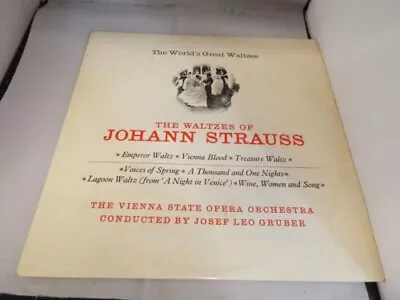 The World's Great Waltzes
THE WALTZES OF
JOHANN STRAUSS
* Emperor Waltz * Vienna Blood * Treasure Waltz *
* Voices of Spring * A Thousand and One Nights *
* Lagoon Waltz (from 'A Night in Venice') * Wine, Women and Song *
THE VIENNA STATE OPERA ORCHESTRA
CONDUCTED BY JOSEF LEO GRUBER